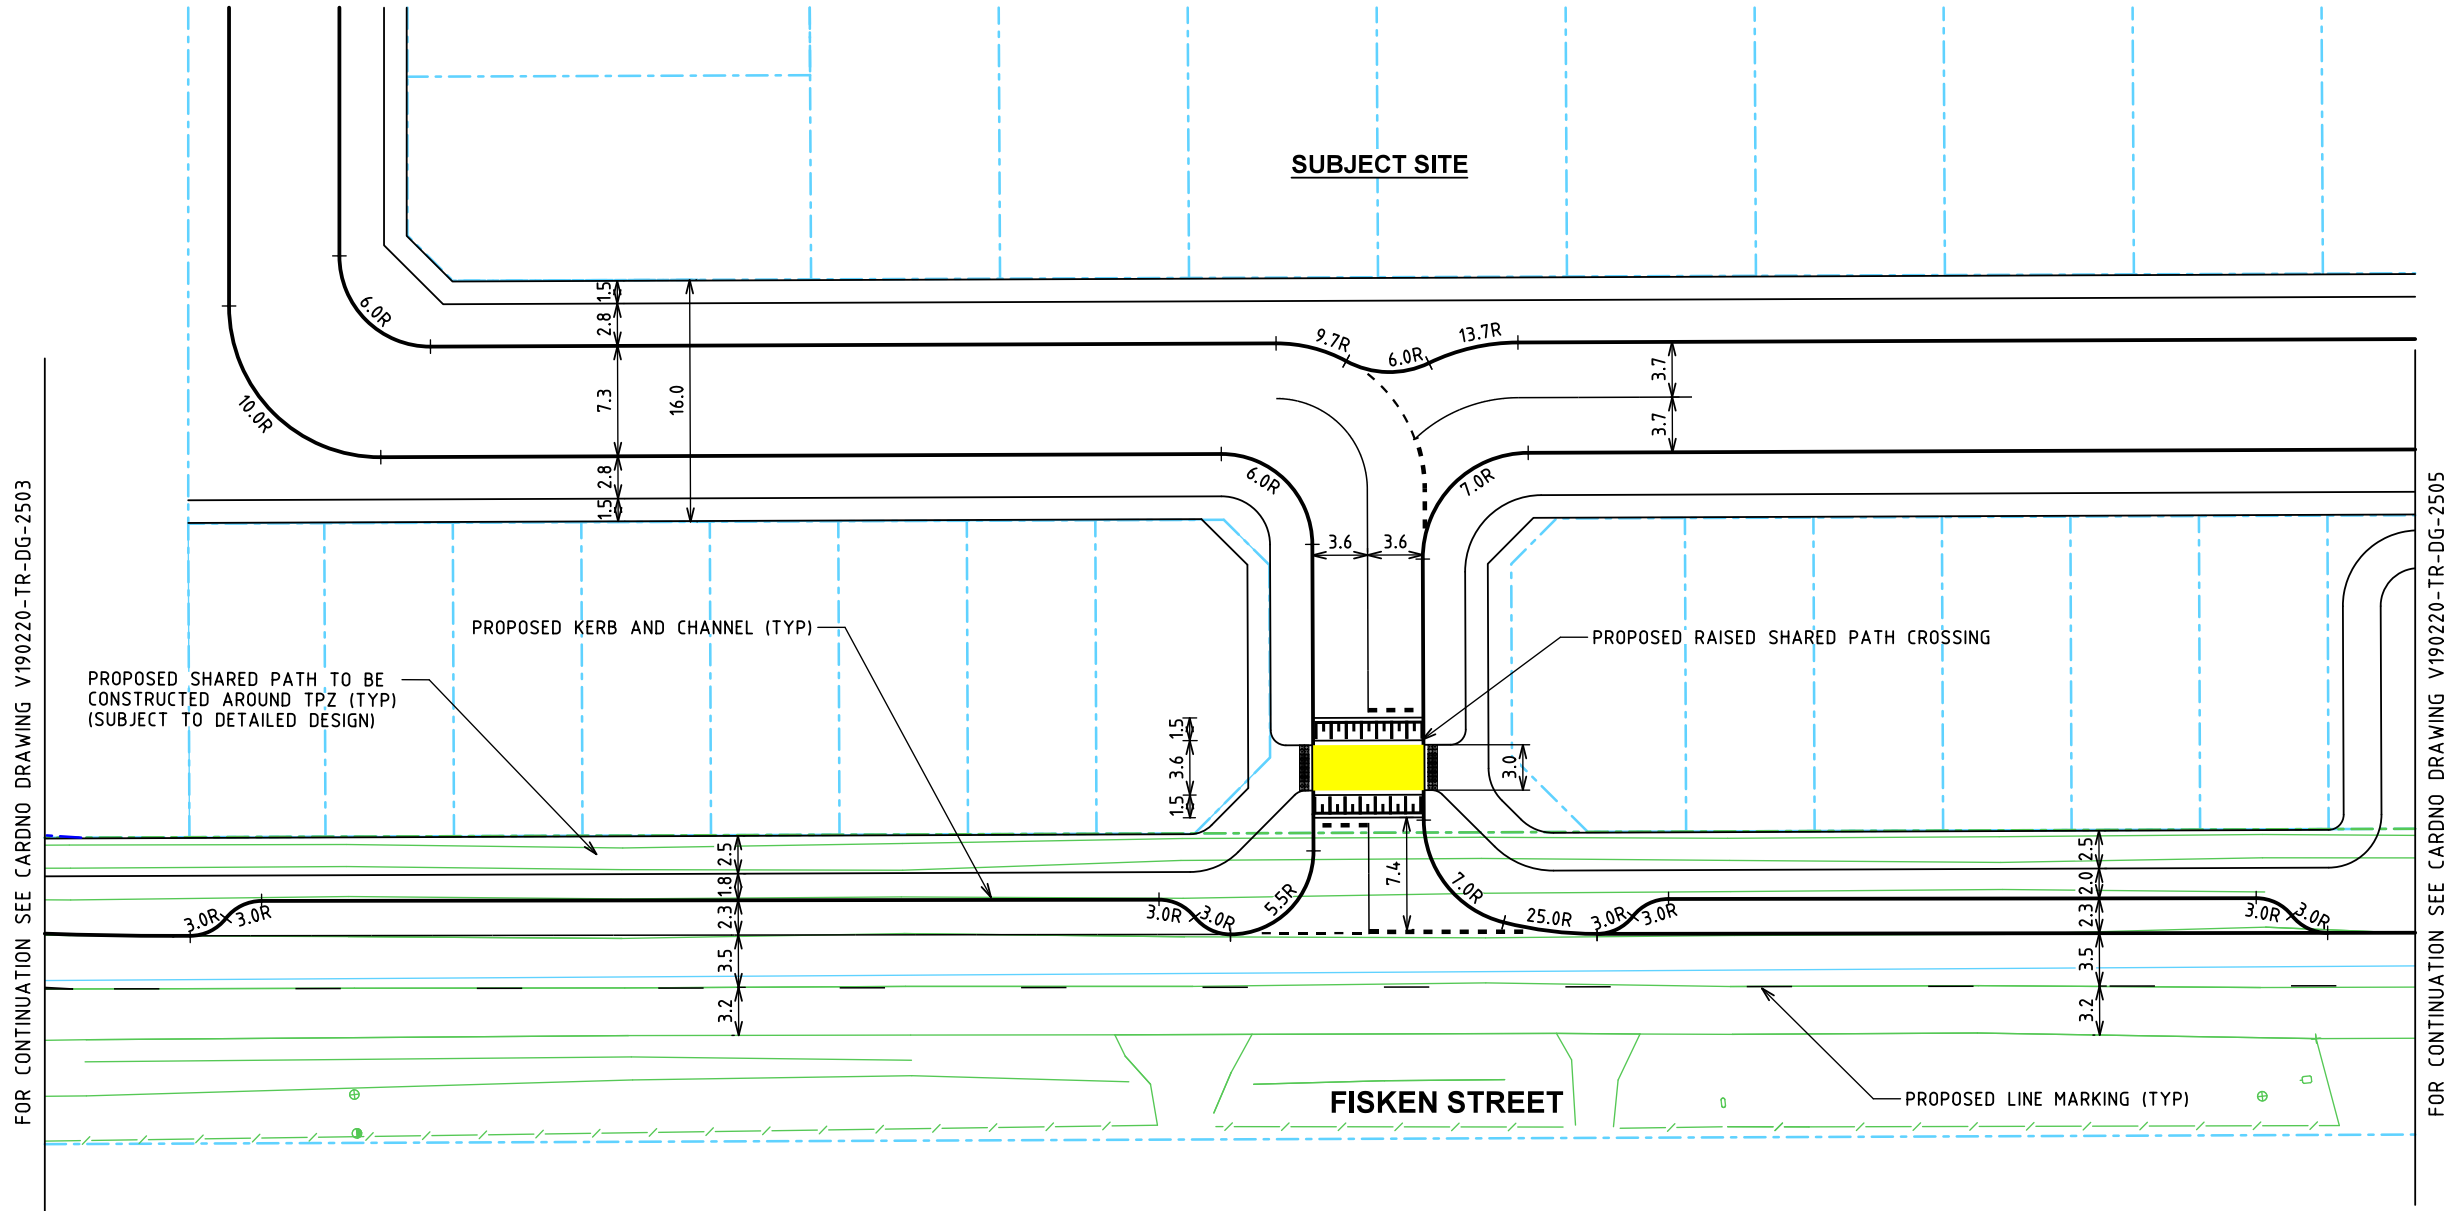 SUBJECT SITE
1.5
2.8
7.3
16.0
2.8
1.5
6.0R
10.0R
9.7R
6.0R
13.7R
3.7
3.7
6.0R
7.0R
3.6
3.6
PROPOSED KERB AND CHANNEL (TYP)
PROPOSED RAISED SHARED PATH CROSSING
PROPOSED SHARED PATH TO BE
CONSTRUCTED AROUND TPZ (TYP)
(SUBJECT TO DETAILED DESIGN)
1.5
3.6
1.5
3.0
7.4
2.5
1.8
2.3
3.5
3.2
3.0R
3.0R
3.0R
3.0R
5.5R
7.0R
25.0R
3.0R
3.0R
3.0R
3.0R
2.5
2.0
2.3
3.5
3.2
FISKEN STREET
PROPOSED LINE MARKING (TYP)
FOR CONTINUATION SEE CARDNO DRAWING V190220-TR-DG-2503
FOR CONTINUATION SEE CARDNO DRAWING V190220-TR-DG-2505